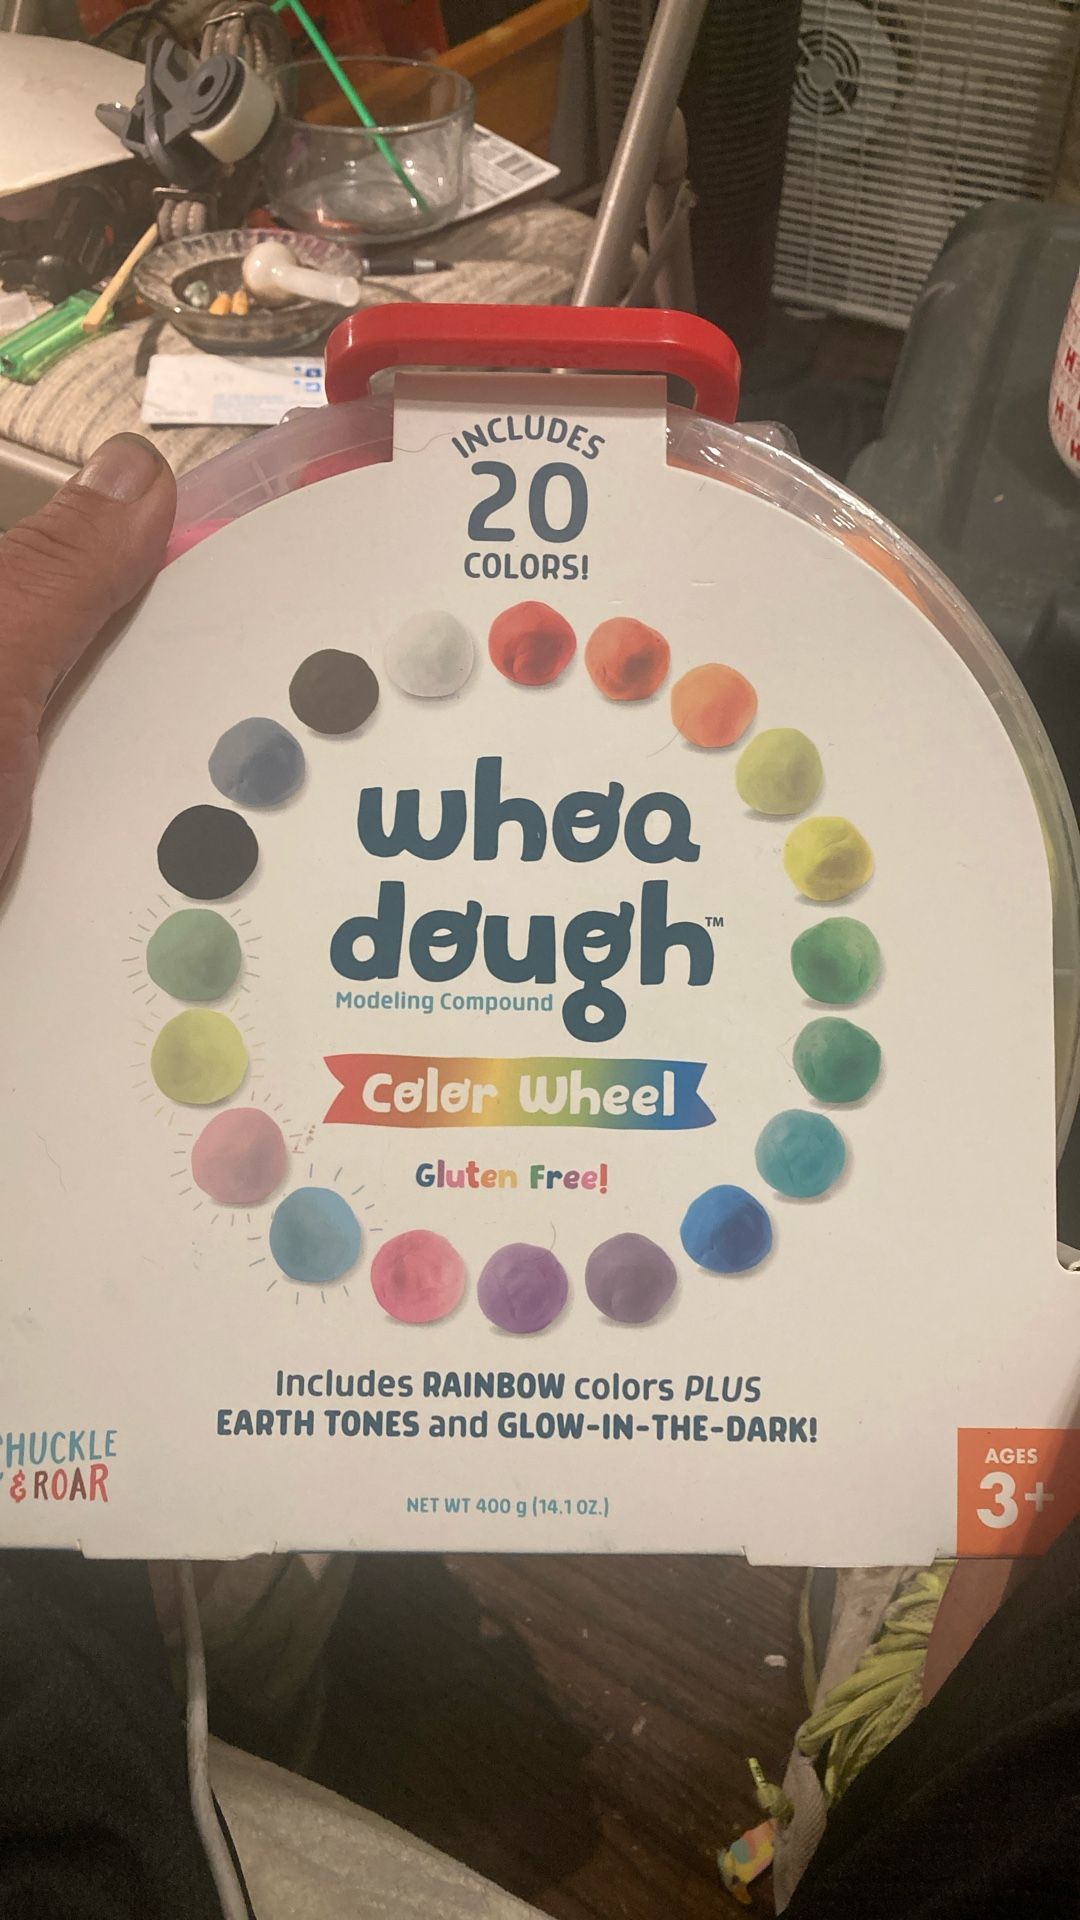 INCLUDES
20
COLORS!
whoa
dough™
Modeling Compound
Color Wheel
Gluten Free!
Includes RAINBOW colors PLUS
EARTH TONES and GLOW-IN-THE-DARK!
HUCKLE
& ROAR
NET WT 400 g (14.1 OZ.)
AGES
3+